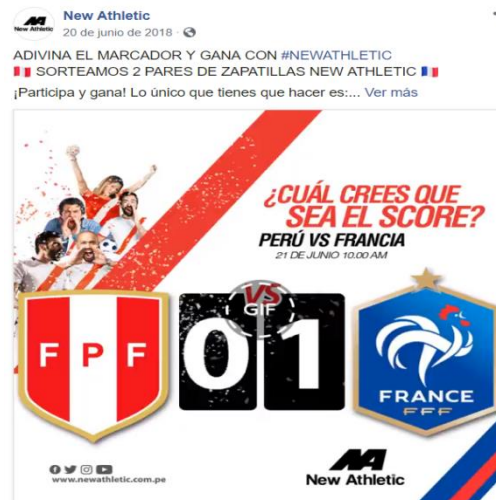 New Athletic
New Athletic
20 de junio de 2018 ·
ADIVINA EL MARCADOR Y GANA CON #NEWATHLETIC
SORTEAMOS 2 PARES DE ZAPATILLAS NEW ATHLETIC
¡Participa y gana! Lo único que tienes que hacer es:... Ver más
¿CUÁL CREES QUE
SEA EL SCORE?
PERÚ VS FRANCIA
21 DE JUNIO 10.00 AM
VS
GIF
F P F
0 1
FRANCE
FFF
www.newathletic.com.pe
New Athletic